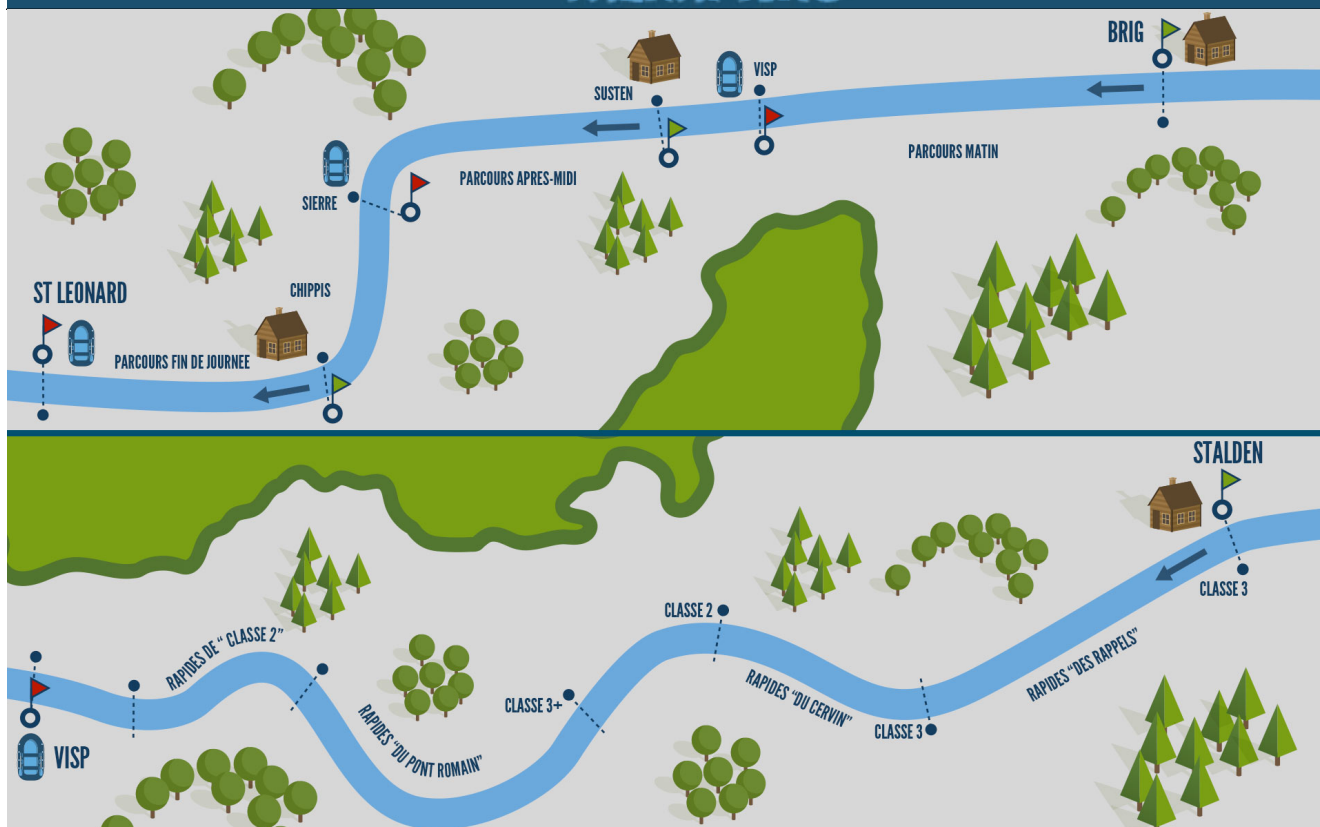 BRIG
VISP
SUSTEN
PARCOURS MATIN
PARCOURS APRES-MIDI
SIERRE
CHIPPIS
ST LEONARD
PARCOURS FIN DE JOURNEE
STALDEN
CLASSE 3
RAPIDES "DES RAPPELS"
CLASSE 2
RAPIDES "DU CERVIN"
CLASSE 3
CLASSE 3+
RAPIDES DE " CLASSE 2"
RAPIDES "DU PONT ROMAIN"
VISP